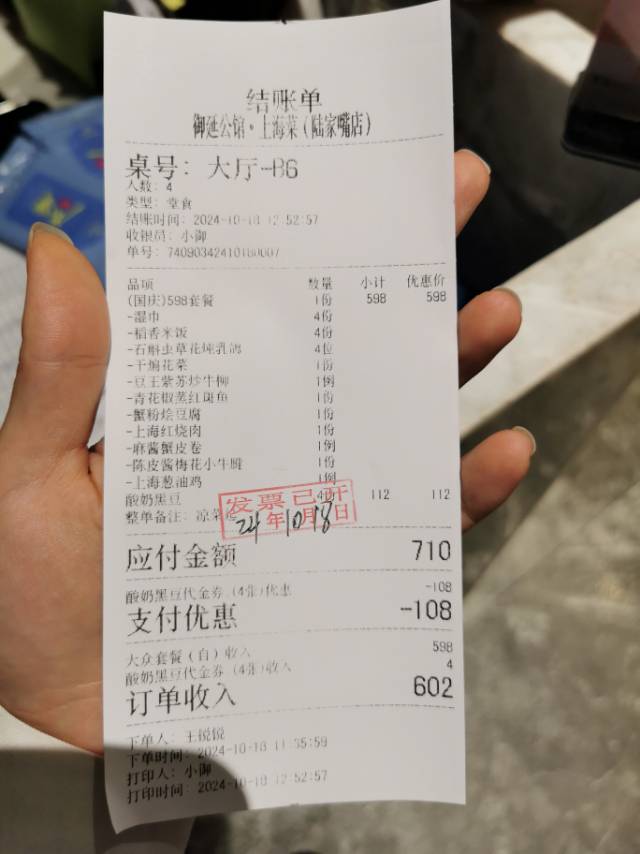 结账单
御延公馆·上海菜(陆家嘴店)
桌号: 大厅-B6
人数: 4
类型: 堂食
结账时间: 2024-10-18 12:52:57
收银员: 小御
单号: 74090342410180007
品项 数量 小计 优惠价
(国庆)598套餐 1份 598 598
-湿巾 4份
-稻香米饭 4份
-石斛虫草花炖乳鸽 4位
-干煸花菜 1份
-豆王紫苏炒牛柳 1例
-青花椒蒸红斑鱼 1份
-蟹粉烩豆腐 1份
-上海红烧肉 1份
-麻酱蟹皮卷 1例
-陈皮酱梅花小牛腱 1份
-上海葱油鸡 1例
酸奶黑豆 4份 112 112
整单备注: 凉菜
发票已开
24年10月18日
应付金额 710
酸奶黑豆代金券 (4张)优惠 -108
支付优惠 -108
大众套餐 (自) 收入 598
酸奶黑豆代金券 (4张)收入 4
订单收入 602
下单人: 王锐锐
下单时间: 2024-10-18 11:35:59
打印人: 小御
打印时间: 2024-10-18 12:52:57